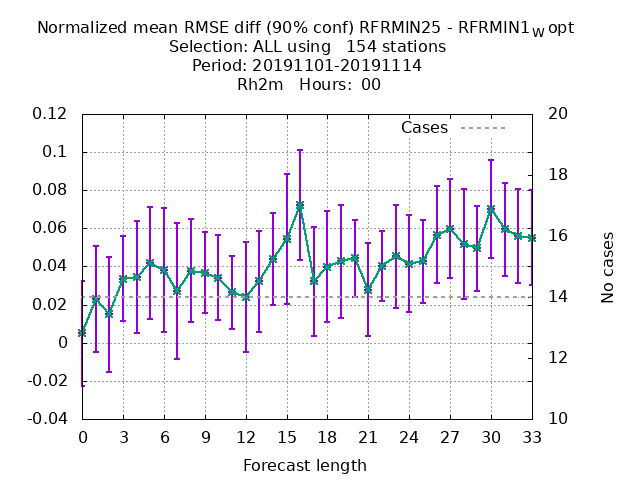 Normalized mean RMSE diff (90% conf) RFRMIN25 - RFRMIN1wopt
Selection: ALL using   154 stations
Period: 20191101-20191114
Rh2m   Hours:  00
Cases
0.12
0.1
0.08
0.06
0.04
0.02
0
-0.02
-0.04
20
18
16
14
12
10
No cases
0 3 6 9 12 15 18 21 24 27 30 33
Forecast length